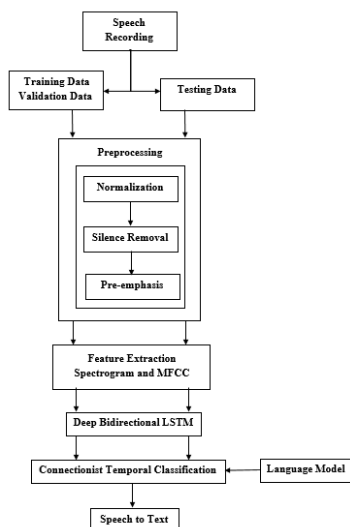 Speech
Recording
Training Data
Validation Data
Testing Data
Preprocessing
Normalization
Silence Removal
Pre-emphasis
Feature Extraction
Spectrogram and MFCC
Deep Bidirectional LSTM
Connectionist Temporal Classification
Language Model
Speech to Text